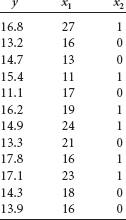 y x₁ x₂
16.8 27 1
13.2 16 0
14.7 13 0
15.4 11 1
11.1 17 0
16.2 19 1
14.9 24 1
13.3 21 0
17.8 16 1
17.1 23 1
14.3 18 0
13.9 16 0